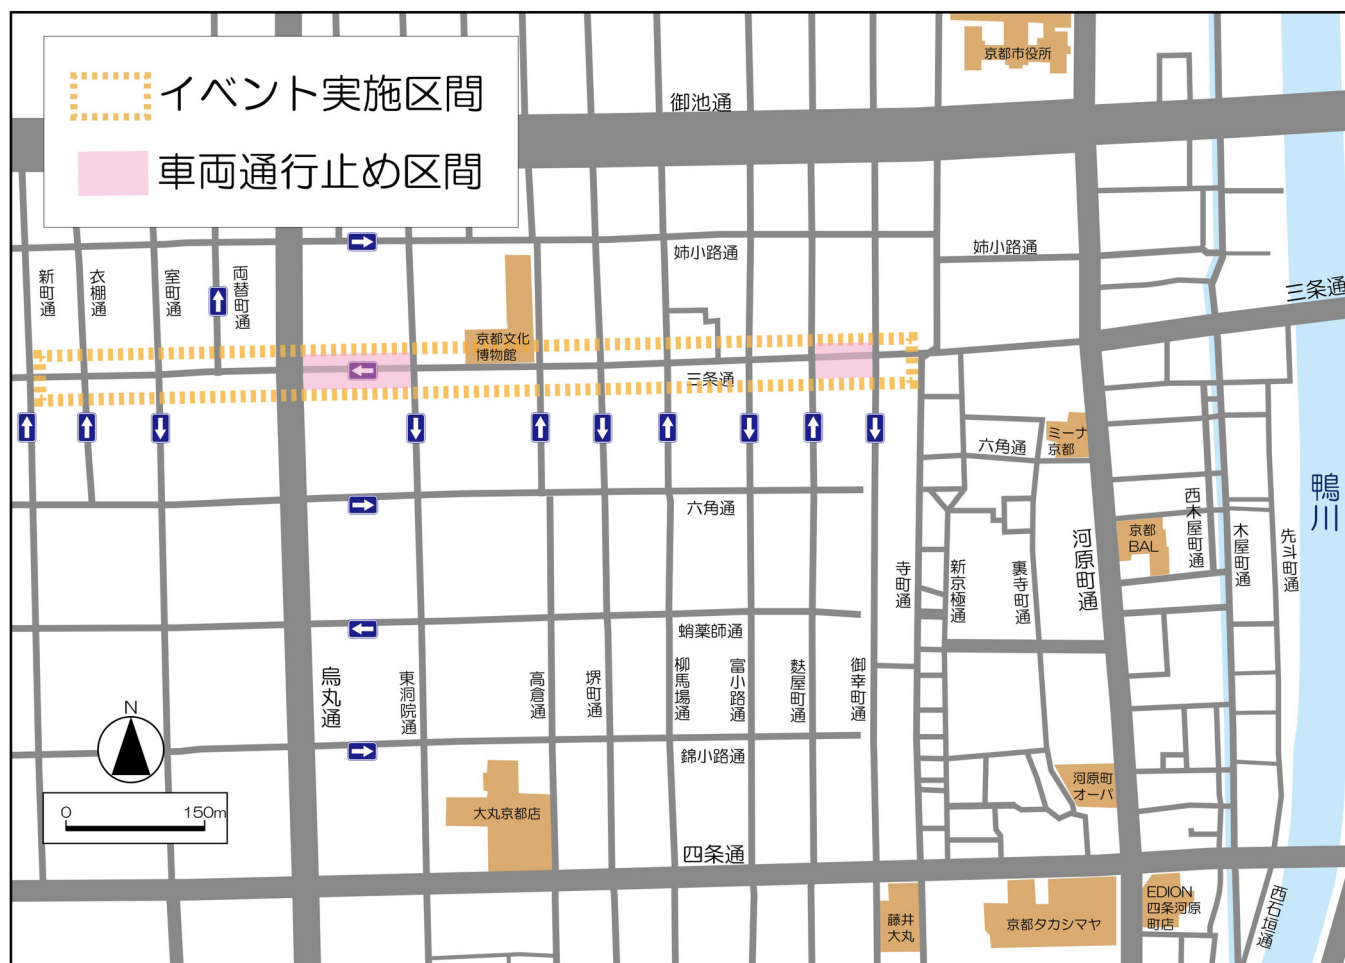 イベント実施区間
車両通行止め区間
京都市役所
御池通
姉小路通
姉小路通
新町通
衣棚通
室町通
両替町通
三条通
京都文化
博物館
三条通
ミーナ
京都
六角通
六角通
鴨川
京都
BAL
西木屋町通
木屋町通
先斗町通
河原町通
寺町通
新京極通
裏寺町通
蛸薬師通
烏丸通
東洞院通
高倉通
堺町通
柳馬場通
富小路通
麩屋町通
御幸町通
N
錦小路通
0 150m
大丸京都店
河原町
オーパ
四条通
藤井
大丸
京都タカシマヤ
EDION
四条河原
町店
西石垣通